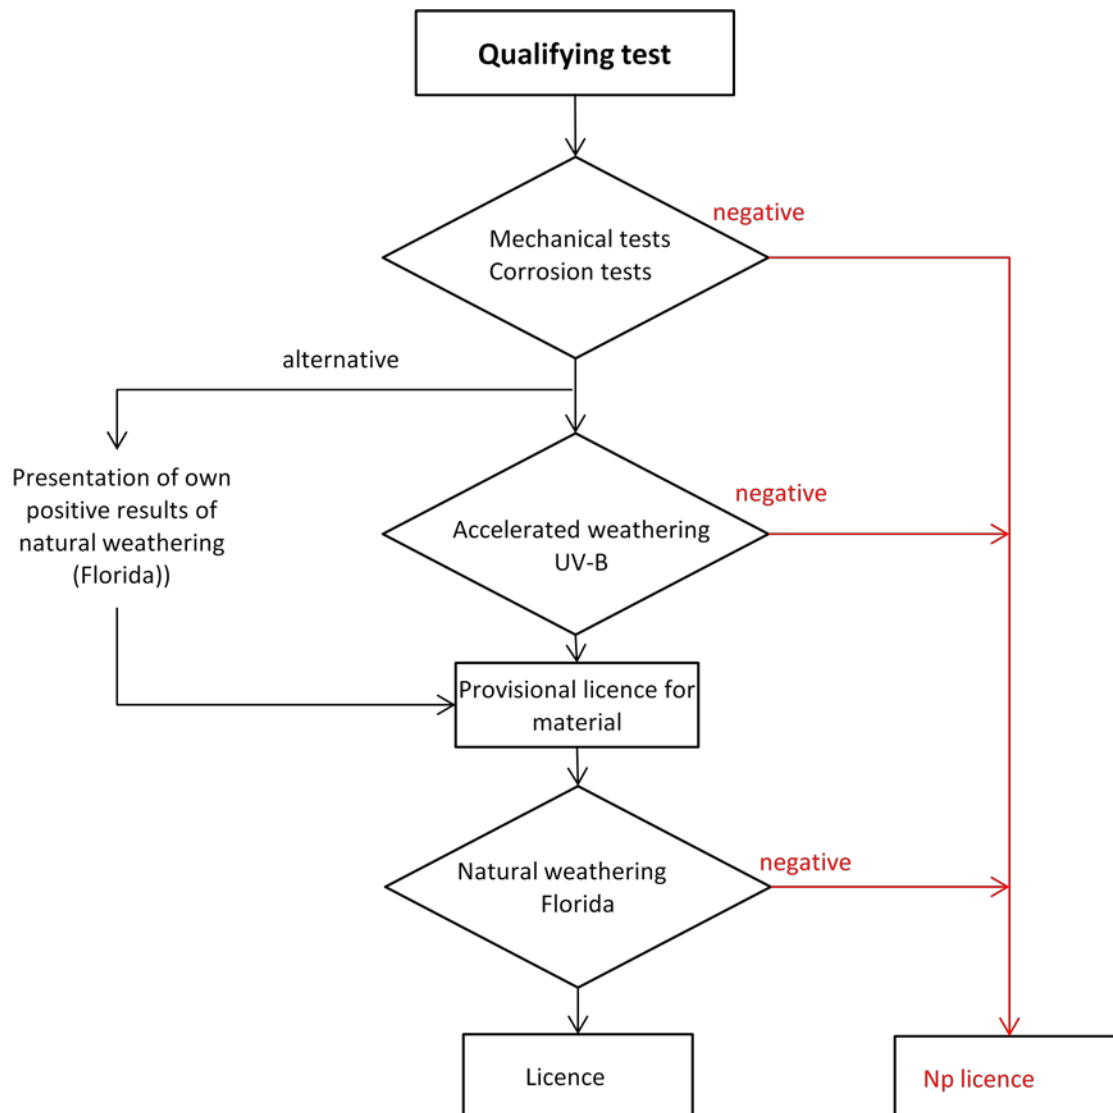 Qualifying test
negative
Mechanical tests
Corrosion tests
alternative
Presentation of own
positive results of
natural weathering
(Florida))
negative
Accelerated weathering
UV-B
Provisional licence for
material
negative
Natural weathering
Florida
Licence
Np licence